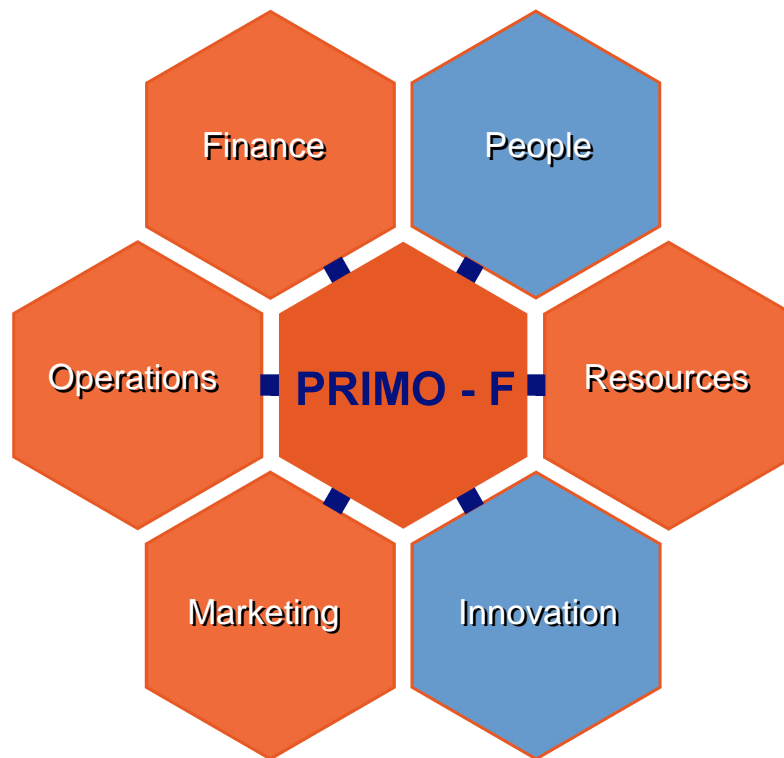 Finance
People
Operations
PRIMO - F
Resources
Marketing
Innovation